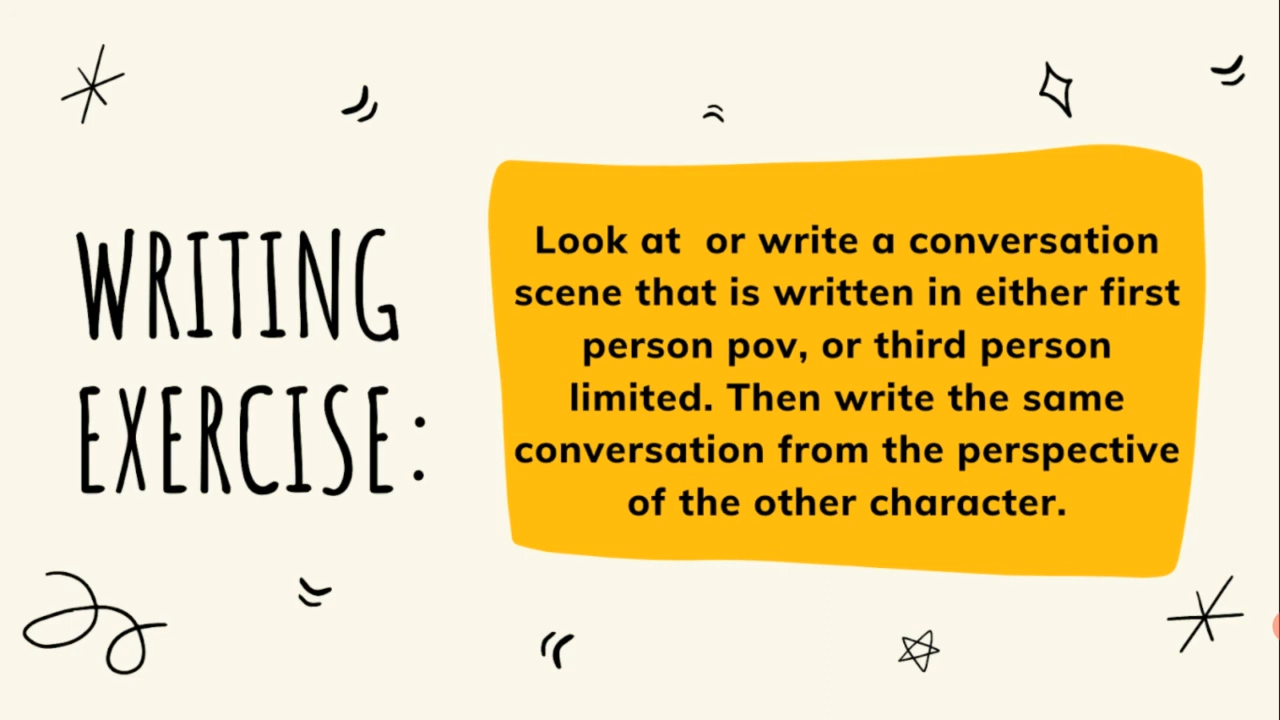 WRITING
EXERCISE:
Look at  or write a conversation
scene that is written in either first
person pov, or third person
limited. Then write the same
conversation from the perspective
of the other character.